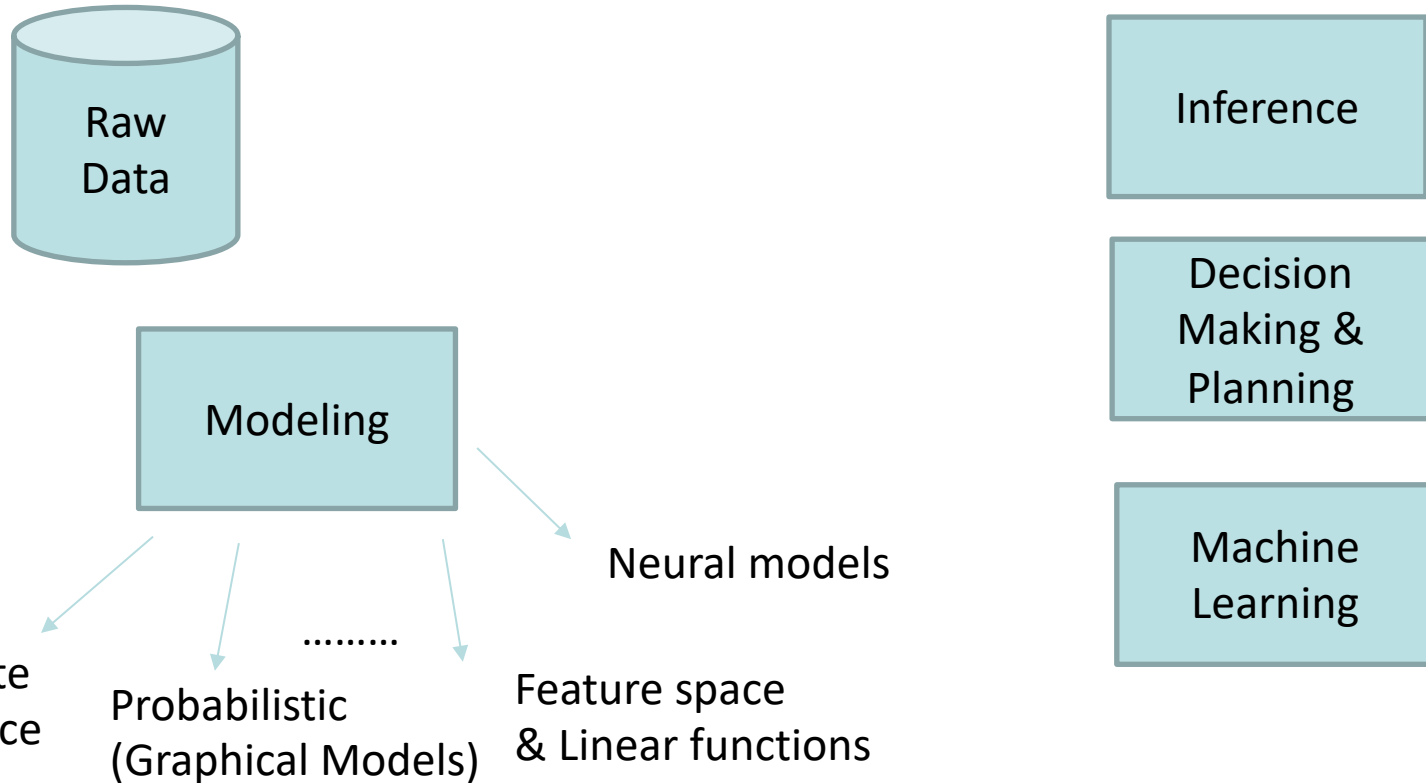 Raw
Data
Inference
Decision
Making &
Planning
Modeling
Machine
Learning
Neural models
.........
Probabilistic
(Graphical Models)
Feature space
& Linear functions